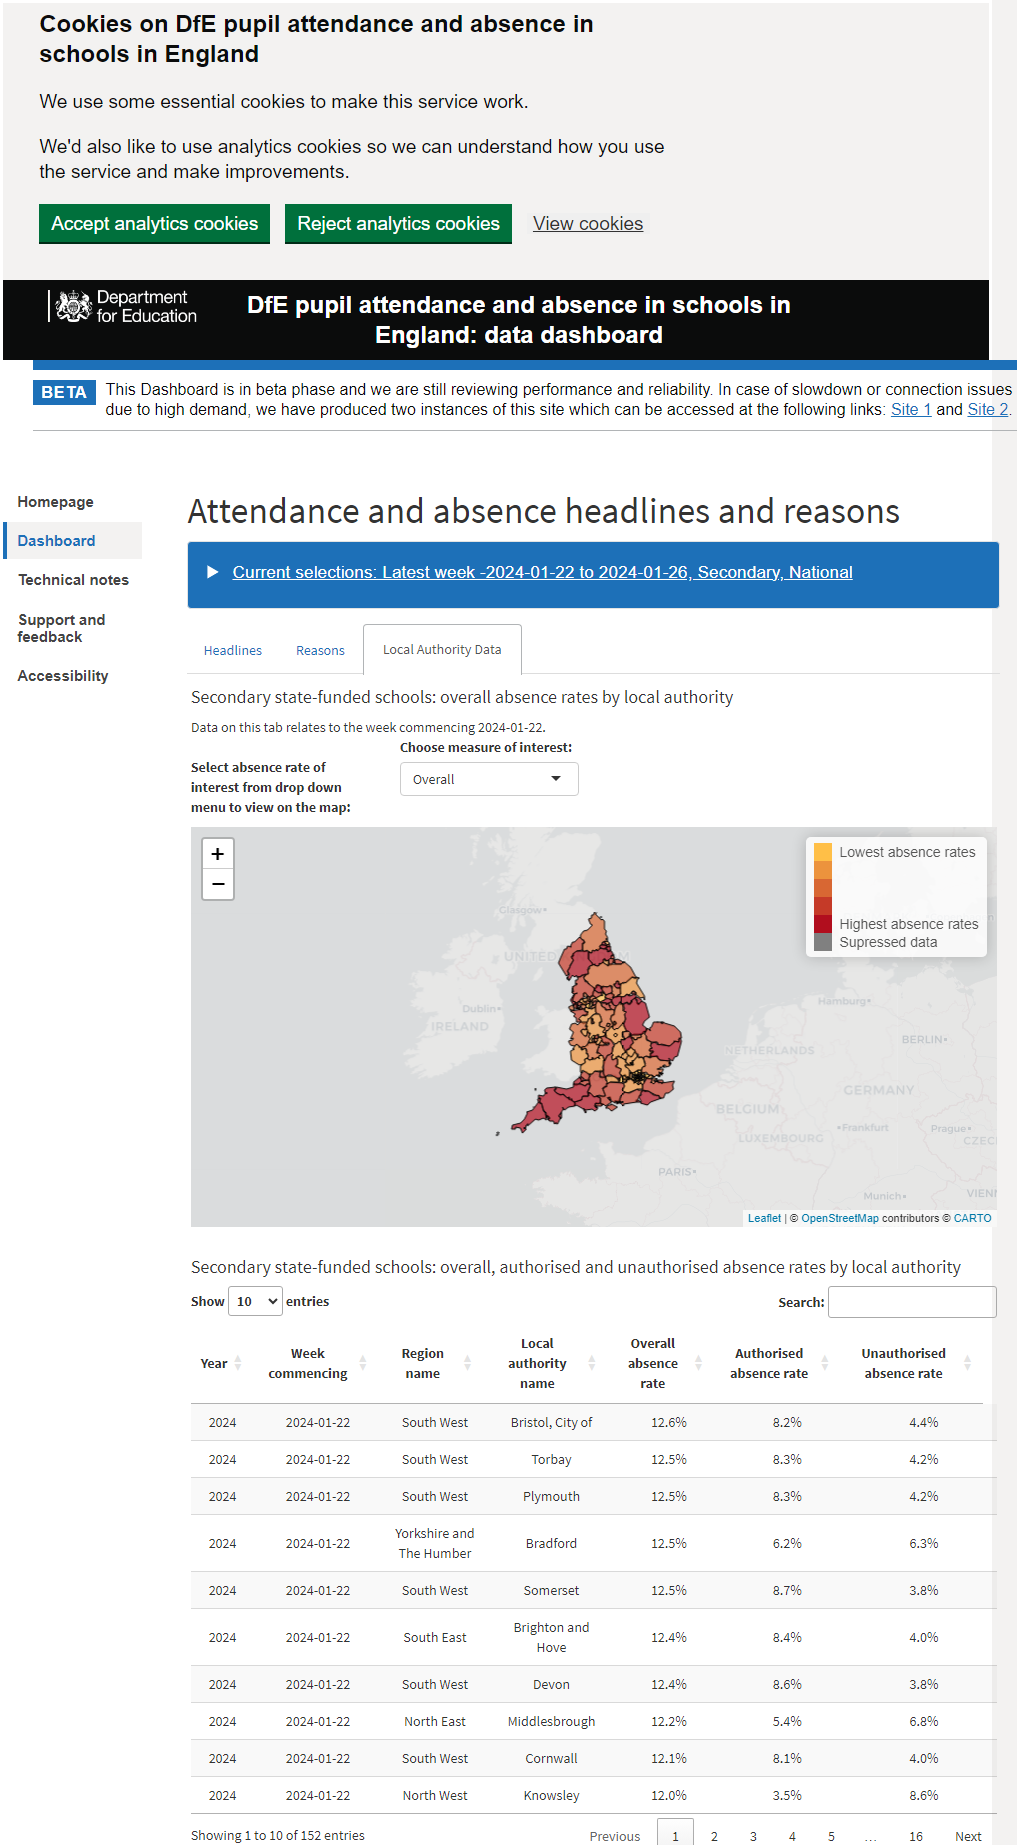 Cookies on DfE pupil attendance and absence in
schools in England
We use some essential cookies to make this service work.
We'd also like to use analytics cookies so we can understand how you use
the service and make improvements.
Accept analytics cookies
Reject analytics cookies
View cookies
Department
for Education
DfE pupil attendance and absence in schools in
England: data dashboard
BETA
This Dashboard is in beta phase and we are still reviewing performance and reliability. In case of slowdown or connection issues
due to high demand, we have produced two instances of this site which can be accessed at the following links: Site 1 and Site 2.
Homepage
Dashboard
Technical notes
Support and
feedback
Accessibility
Attendance and absence headlines and reasons
Current selections: Latest week -2024-01-22 to 2024-01-26, Secondary, National
Headlines
Reasons
Local Authority Data
Secondary state-funded schools: overall absence rates by local authority
Data on this tab relates to the week commencing 2024-01-22.
Select absence rate of
interest from drop down
menu to view on the map:
Choose measure of interest:
Overall
+
−
Lowest absence rates
Highest absence rates
Supressed data
Glasgow
UNITED
Dublin
IRELAND
Hamburg
NETHERLANDS
BERLIN
GERMANY
BELGIUM
Frankfurt
LUXEMBOURG
Prague
CZEC
PARIS
Munich
VIEN
Leaflet | © OpenStreetMap contributors © CARTO
Secondary state-funded schools: overall, authorised and unauthorised absence rates by local authority
Show 10 entries
Search:
Year Week commencing Region name Local authority name Overall absence rate Authorised absence rate Unauthorised absence rate
2024 2024-01-22 South West Bristol, City of 12.6% 8.2% 4.4%
2024 2024-01-22 South West Torbay 12.5% 8.3% 4.2%
2024 2024-01-22 South West Plymouth 12.5% 8.3% 4.2%
2024 2024-01-22 Yorkshire and The Humber Bradford 12.5% 6.2% 6.3%
2024 2024-01-22 South West Somerset 12.5% 8.7% 3.8%
2024 2024-01-22 South East Brighton and Hove 12.4% 8.4% 4.0%
2024 2024-01-22 South West Devon 12.4% 8.6% 3.8%
2024 2024-01-22 North East Middlesbrough 12.2% 5.4% 6.8%
2024 2024-01-22 South West Cornwall 12.1% 8.1% 4.0%
2024 2024-01-22 North West Knowsley 12.0% 3.5% 8.6%
Showing 1 to 10 of 152 entries
Previous 1 2 3 4 5 … 16 Next